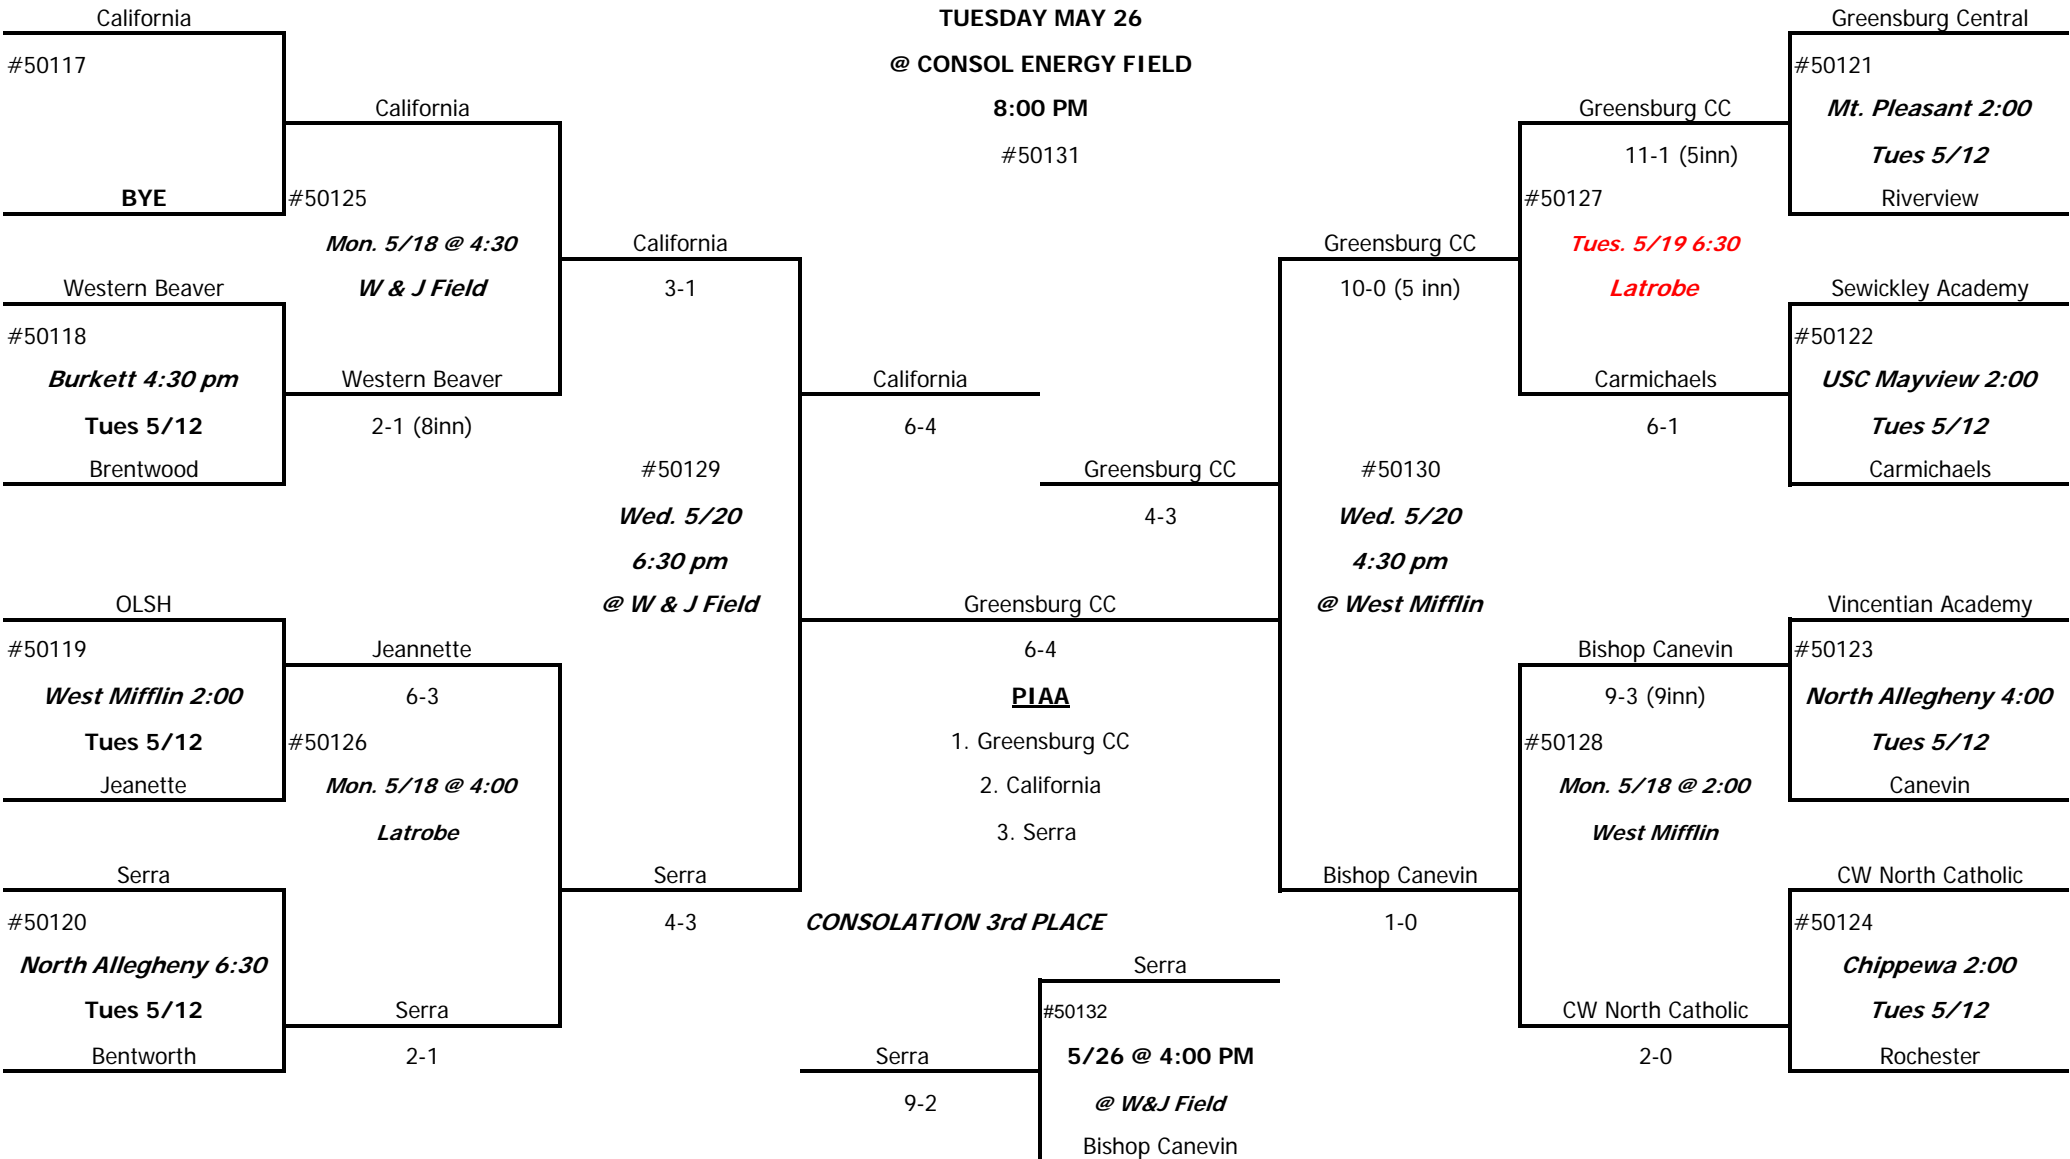 California
TUESDAY MAY 26
Greensburg Central
#50117
@ CONSOL ENERGY FIELD
#50121
California
8:00 PM
Greensburg CC
Mt. Pleasant 2:00
#50131
11-1 (5inn)
Tues 5/12
BYE
#50125
#50127
Riverview
Mon. 5/18 @ 4:30
California
Greensburg CC
Tues. 5/19 6:30
Western Beaver
W & J Field
3-1
10-0 (5 inn)
Latrobe
Sewickley Academy
#50118
#50122
Burkett 4:30 pm
Western Beaver
California
Carmichaels
USC Mayview 2:00
Tues 5/12
2-1 (8inn)
6-4
6-1
Tues 5/12
Brentwood
#50129
Greensburg CC
#50130
Carmichaels
Wed. 5/20
4-3
Wed. 5/20
6:30 pm
4:30 pm
OLSH
@ W & J Field
Greensburg CC
@ West Mifflin
Vincentian Academy
#50119
Jeannette
6-4
Bishop Canevin
#50123
West Mifflin 2:00
6-3
PIAA
9-3 (9inn)
North Allegheny 4:00
Tues 5/12
#50126
1. Greensburg CC
#50128
Tues 5/12
Jeanette
Mon. 5/18 @ 4:00
2. California
Mon. 5/18 @ 2:00
Canevin
Latrobe
3. Serra
West Mifflin
Serra
Serra
Bishop Canevin
CW North Catholic
#50120
4-3
CONSOLATION 3rd PLACE
1-0
#50124
North Allegheny 6:30
Serra
Chippewa 2:00
Tues 5/12
Serra
#50132
CW North Catholic
Tues 5/12
Bentworth
2-1
Serra
5/26 @ 4:00 PM
2-0
Rochester
9-2
@ W&J Field
Bishop Canevin